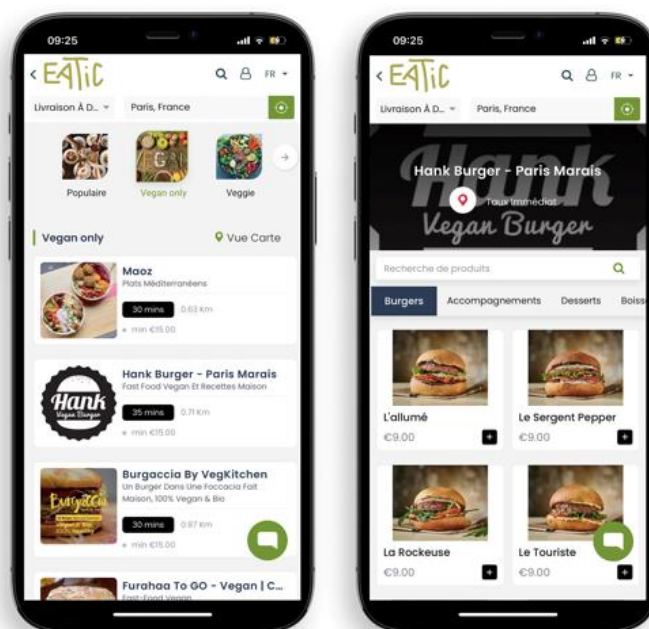 09:25
EATiC
FR
Livraison À D...
Paris, France
Populaire
Vegan only
Veggie
Vegan only
Vue Carte
Maoz
Plats Méditerranéens
30 mins
0.63 Km
min €15.00
Hank
Vegan Burger
Hank Burger - Paris Marais
Fast Food Vegan Et Recettes Maison
35 mins
0.71 Km
min €15.00
Burgaccia By VegKitchen
Un Burger Dans Une Foccacia Fait
Maison, 100% Vegan & Bio
30 mins
0.97 Km
min €15.00
Furahaa To GO - Vegan | C...
Fast-Food Vegan
09:25
EATiC
FR
Livraison À D...
Paris, France
Hank
Vegan Burger
Hank Burger - Paris Marais
Taux Immédiat
Recherche de produits
Burgers
Accompagnements
Desserts
Boiss
L'allumé
€9.00
Le Sergent Pepper
€9.00
La Rockeuse
€9.00
Le Touriste
€9.00